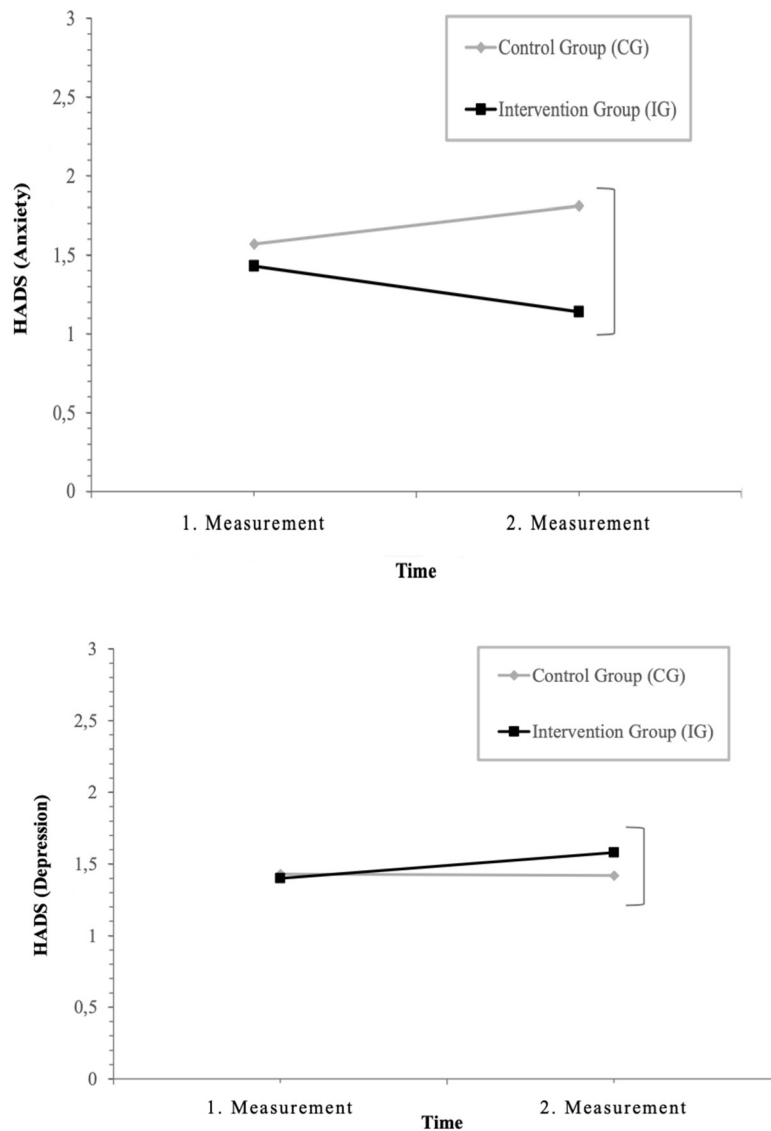 3
Control Group (CG)
2,5
Intervention Group (IG)
2
HADS (Anxiety)
1,5
1
0,5
0
1. Measurement
2. Measurement
Time
3
Control Group (CG)
2,5
Intervention Group (IG)
2
HADS (Depression)
1,5
1
0,5
0
1. Measurement
2. Measurement
Time